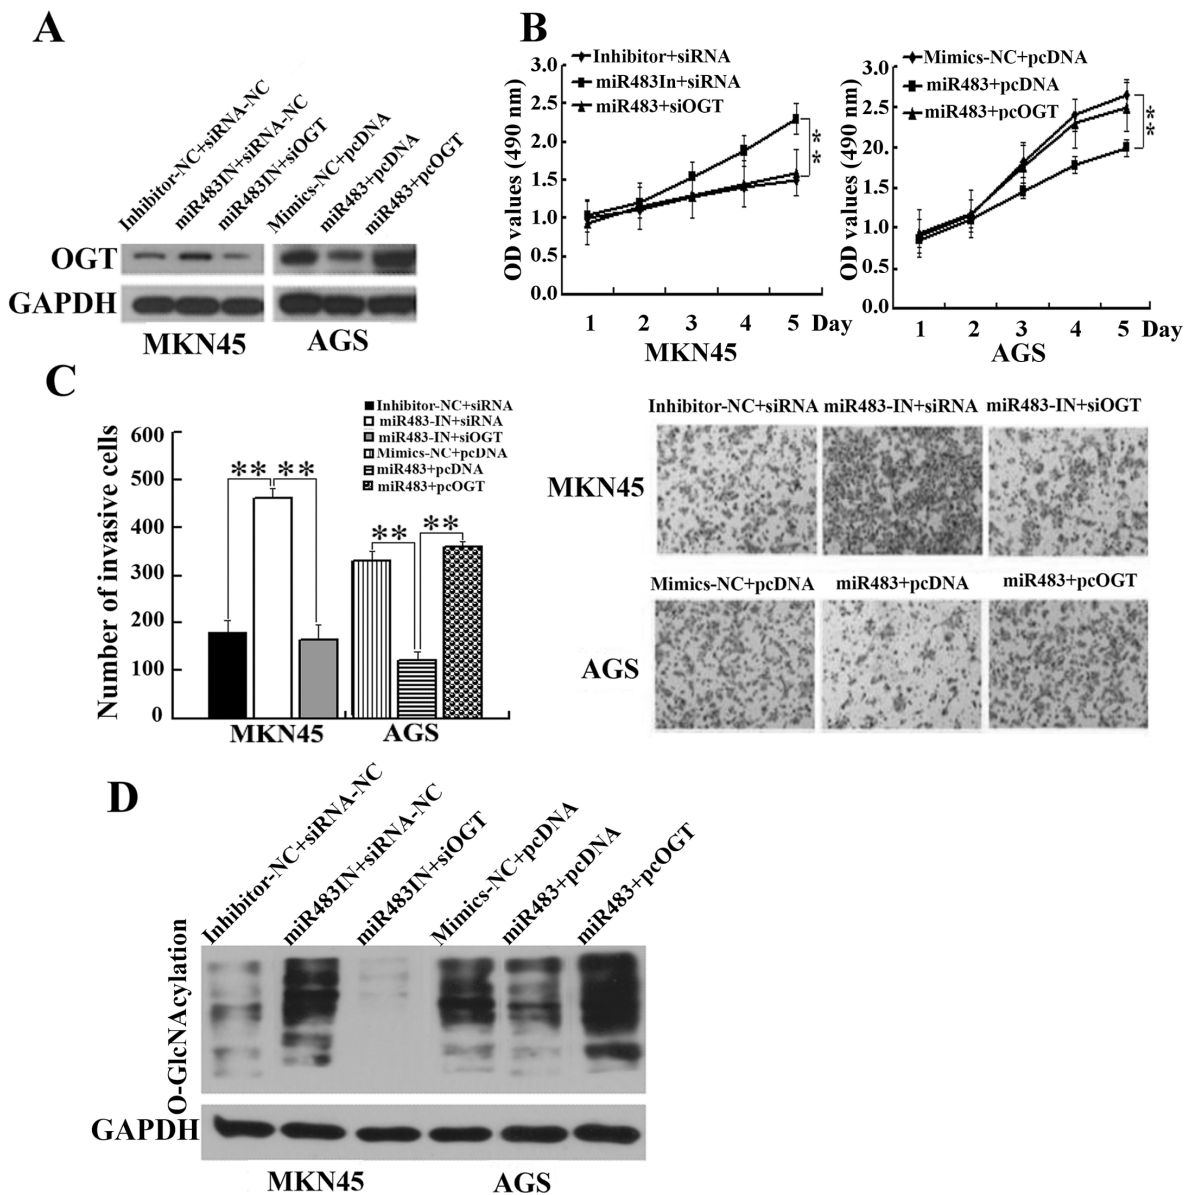 A
Inhibitor-NC+siRNA-NC
miR483IN+siRNA-NC
miR483IN+siOGT
Mimics-NC+pcDNA
miR483+pcDNA
miR483+pcOGT
OGT
GAPDH
MKN45
AGS
B
Inhibitor+siRNA
miR483In+siRNA
miR483+siOGT
OD values (490 nm)
3.0
2.5
2.0
1.5
1.0
0.5
0.0
**
1 2 3 4 5 Day
MKN45
Mimics-NC+pcDNA
miR483+pcDNA
miR483+pcOGT
OD values (490 nm)
3.0
2.5
20.
1.5
1.0
o.5
0.0
**
1 2 3 4 5 Day
AGS
C
Inhibitor-NC+siRNA
miR483-IN+siRNA
miR483-IN+siOGT
Mimics-NC+pcDNA
miR483+pcDNA
miR483+pcOGT
Number of invasive cells
600
500
400
300
200
100
0
** **
** **
MKN45 AGS
Inhibitor-NC+siRNA miR483-IN+siRNA miR483-IN+siOGT
MKN45
Mimics-NC+pcDNA miR483+pcDNA miR483+pcOGT
AGS
D
Inhibitor-NC+siRNA-NC
miR483IN+siRNA-NC
miR483IN+siOGT
Mimics-NC+pcDNA
miR483+pcDNA
miR483+pcOGT
O-GlcNAcylation
GAPDH
MKN45 AGS